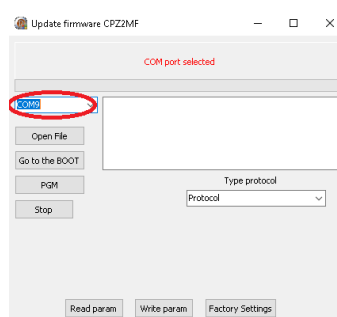 Update firmware CPZ2MF
COM port selected
COM9
Open File
Go to the BOOT
PGM
Type protocol
Protocol
Stop
Read param
Write param
Factory Settings